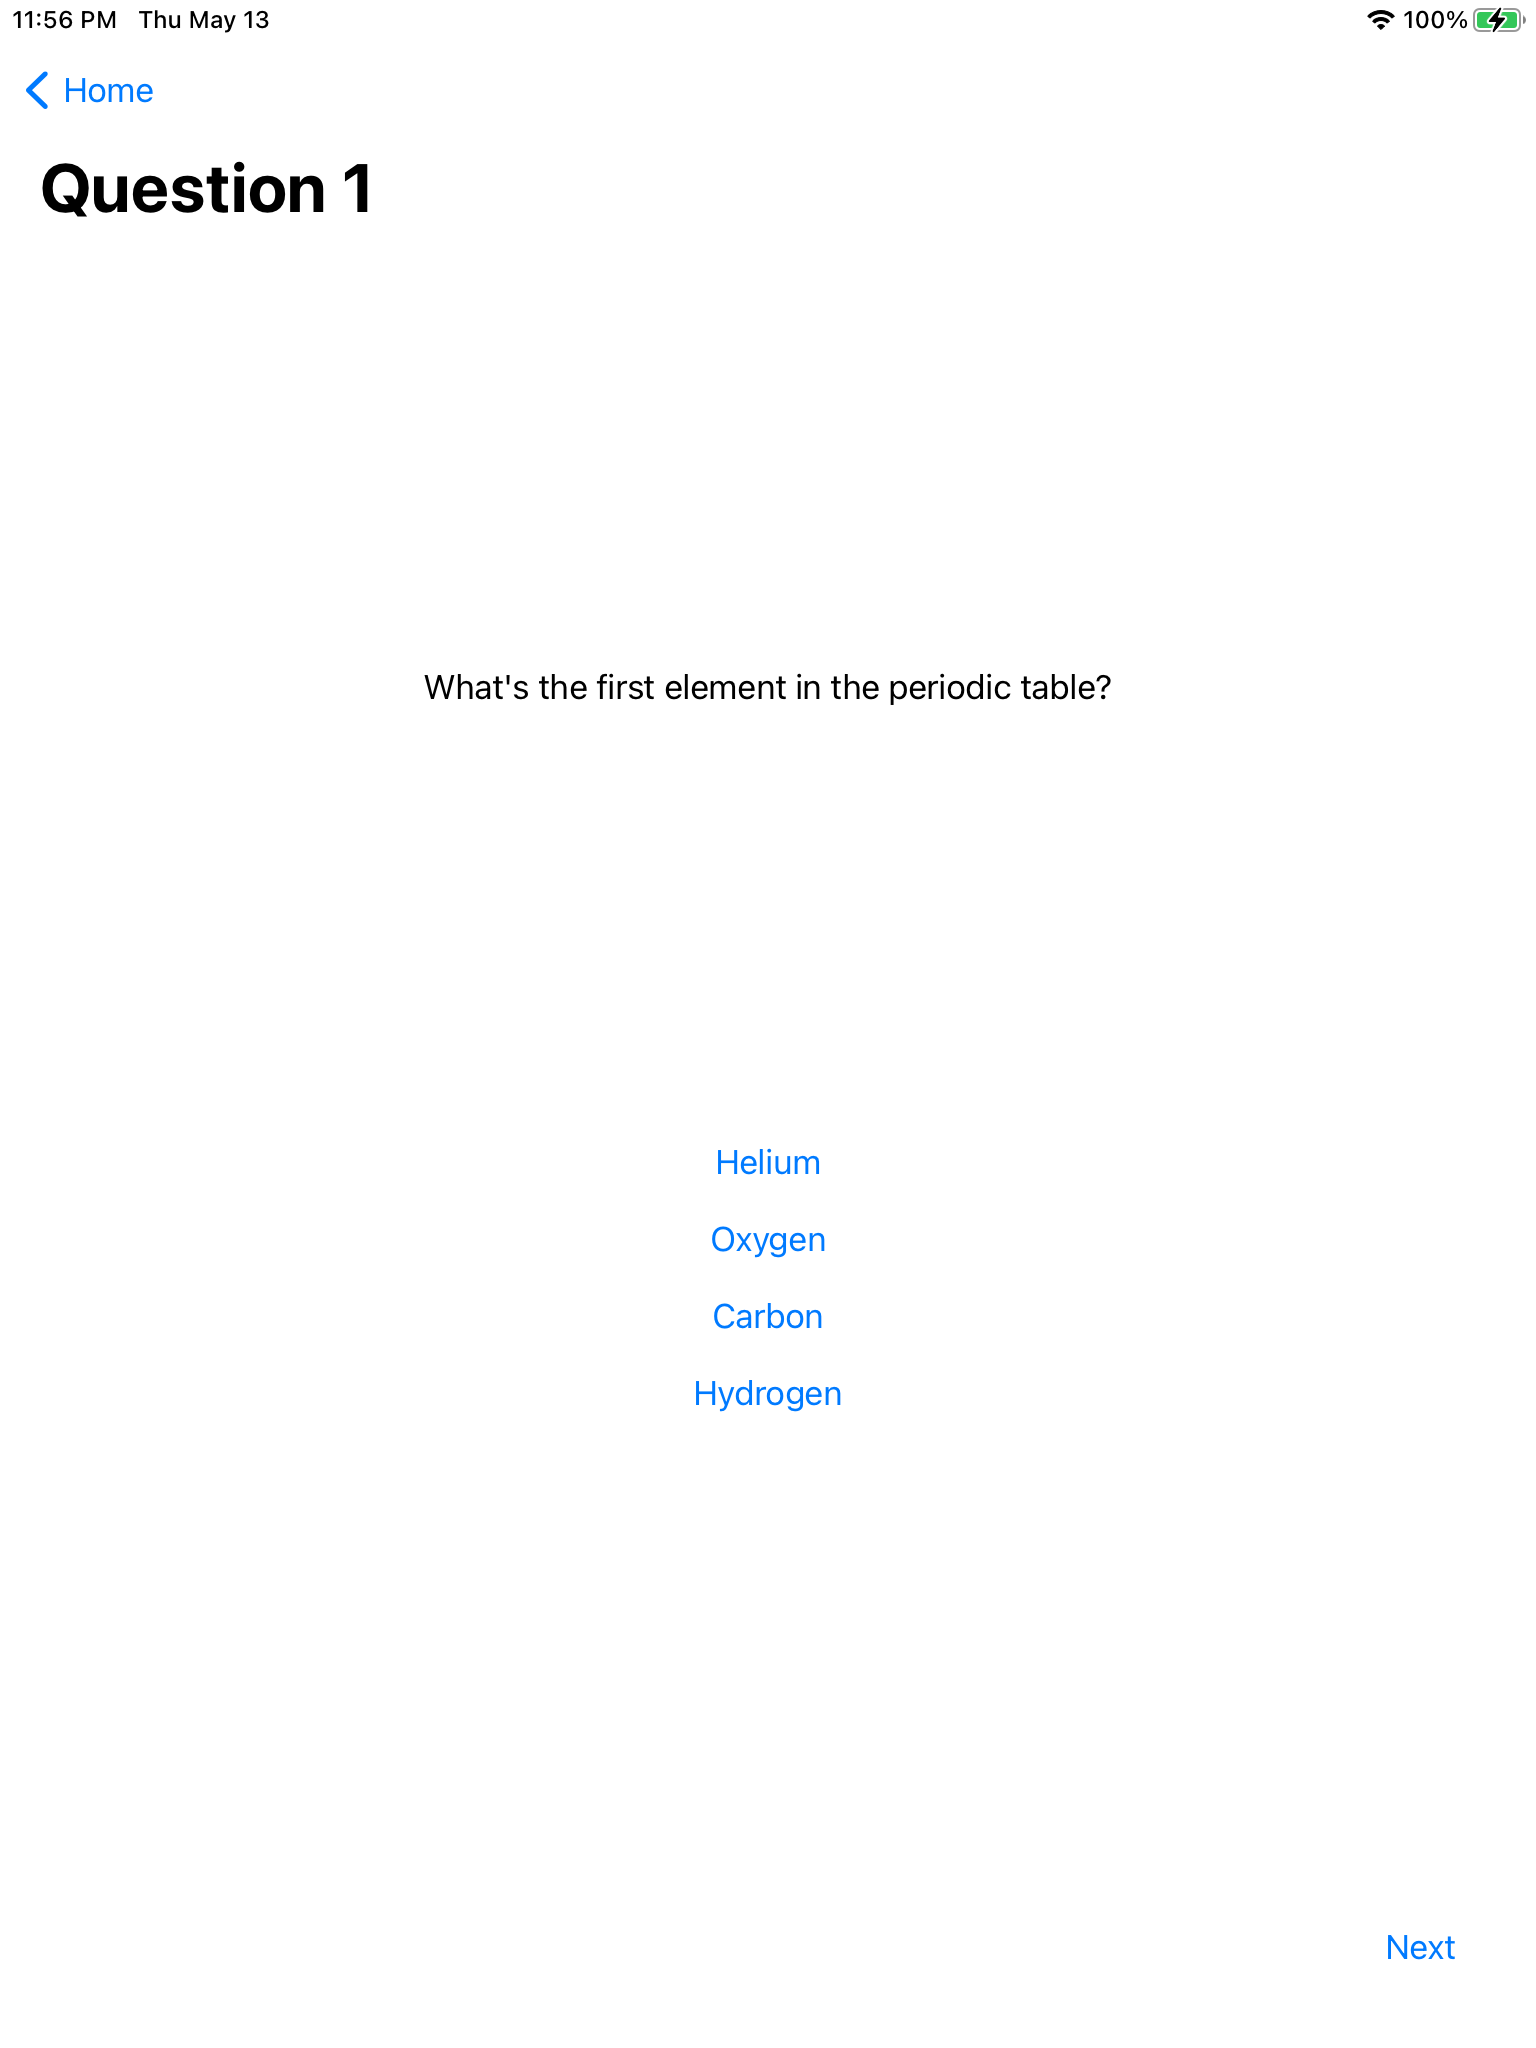 11:56 PM Thu May 13 100%
Home
Question 1
What's the first element in the periodic table?
Helium
Oxygen
Carbon
Hydrogen
Next